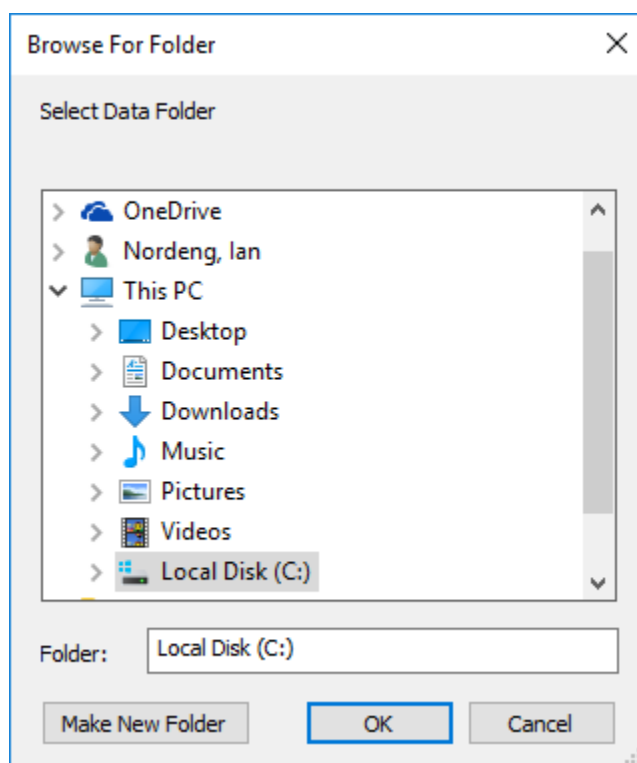 Browse For Folder
Select Data Folder
OneDrive
Nordeng, Ian
This PC
Desktop
Documents
Downloads
Music
Pictures
Videos
Local Disk (C:)
Folder: Local Disk (C:)
Make New Folder OK Cancel